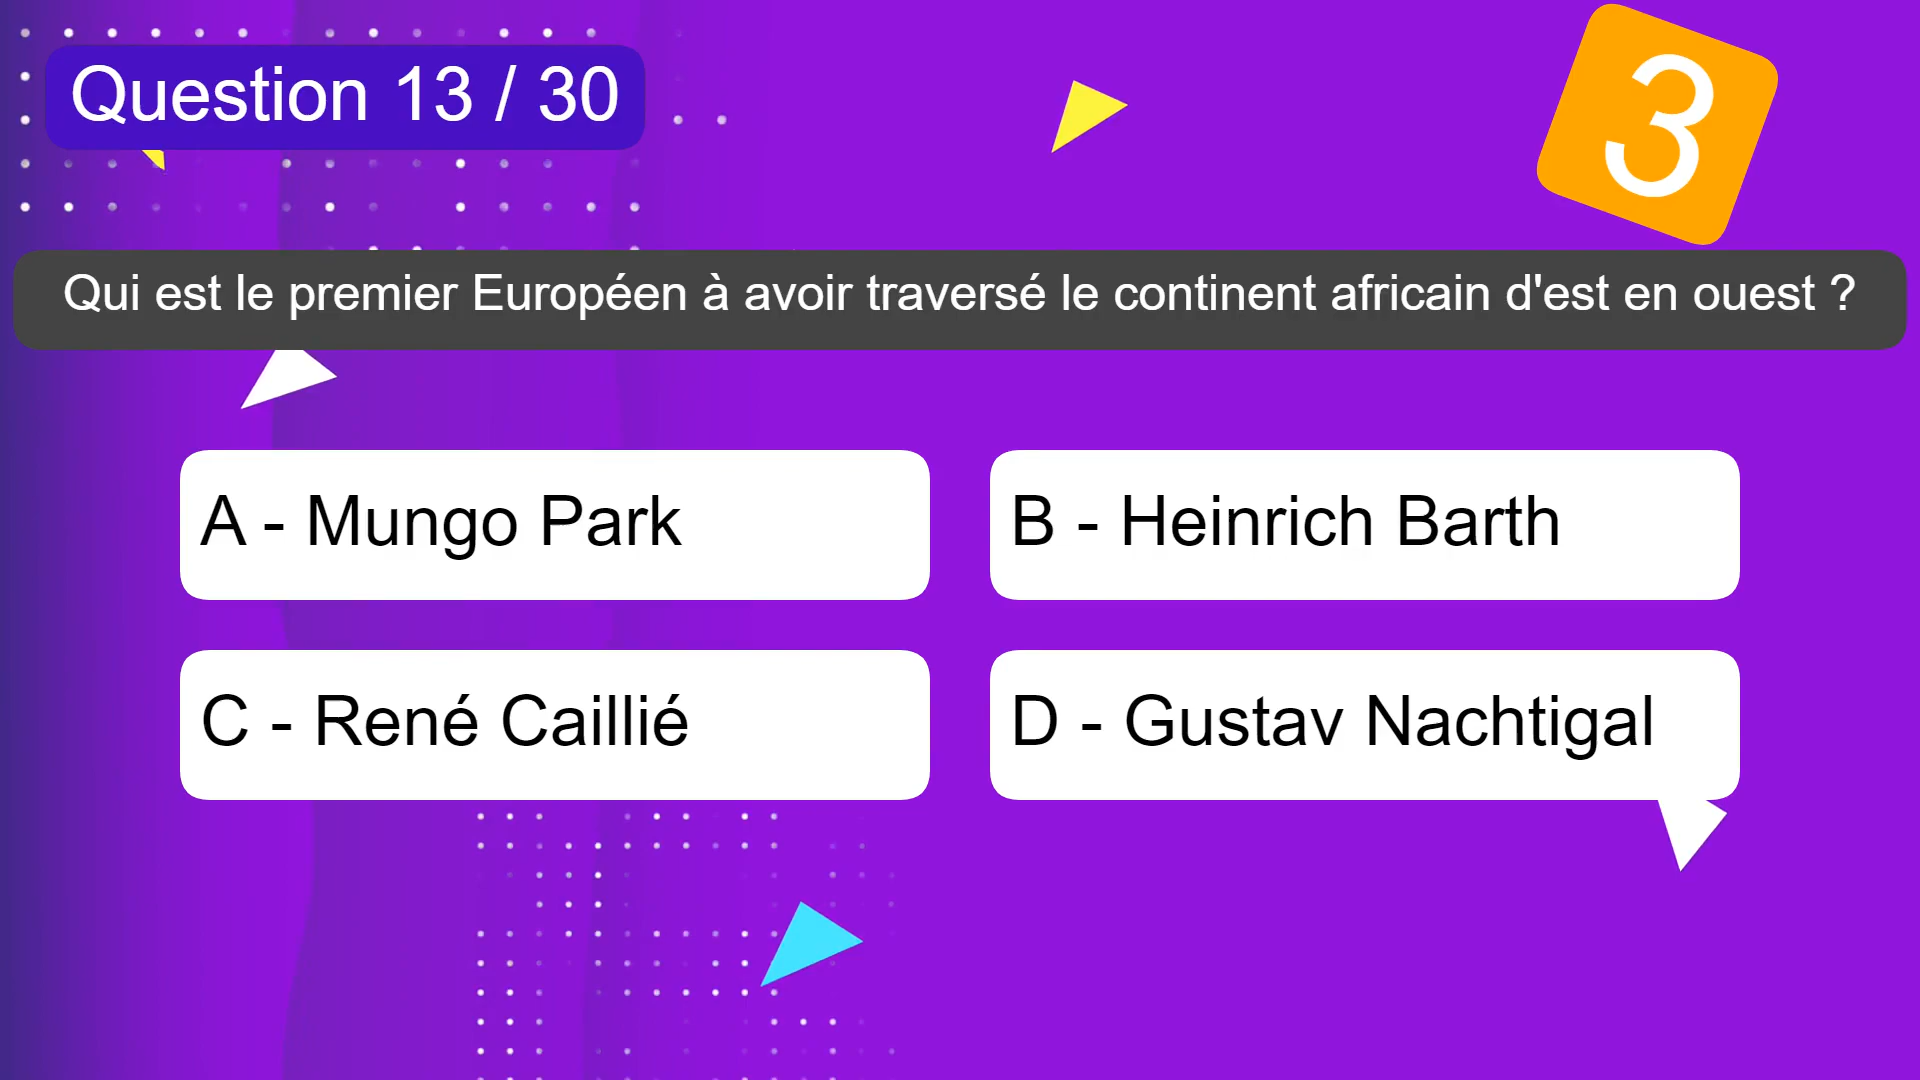 Question 13 / 30
3
Qui est le premier Européen à avoir traversé le continent africain d'est en ouest ?
A - Mungo Park
B - Heinrich Barth
C - René Caillié
D - Gustav Nachtigal